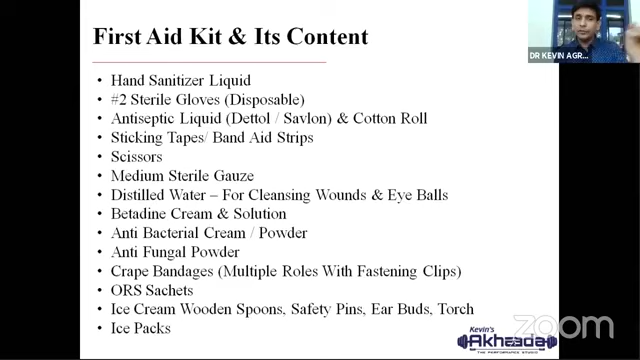 First Aid Kit & Its Content
DR KEVIN AGR...
• Hand Sanitizer Liquid
• #2 Sterile Gloves (Disposable)
• Antiseptic Liquid (Dettol / Savlon) & Cotton Roll
• Sticking Tapes/ Band Aid Strips
• Scissors
• Medium Sterile Gauze
• Distilled Water – For Cleansing Wounds & Eye Balls
• Betadine Cream & Solution
• Anti Bacterial Cream / Powder
• Anti Fungal Powder
• Crape Bandages (Multiple Roles With Fastening Clips)
• ORS Sachets
• Ice Cream Wooden Spoons, Safety Pins, Ear Buds, Torch
• Ice Packs
Kevin's
Akhaada
THE PERFORMANCE STUDIO
zoom